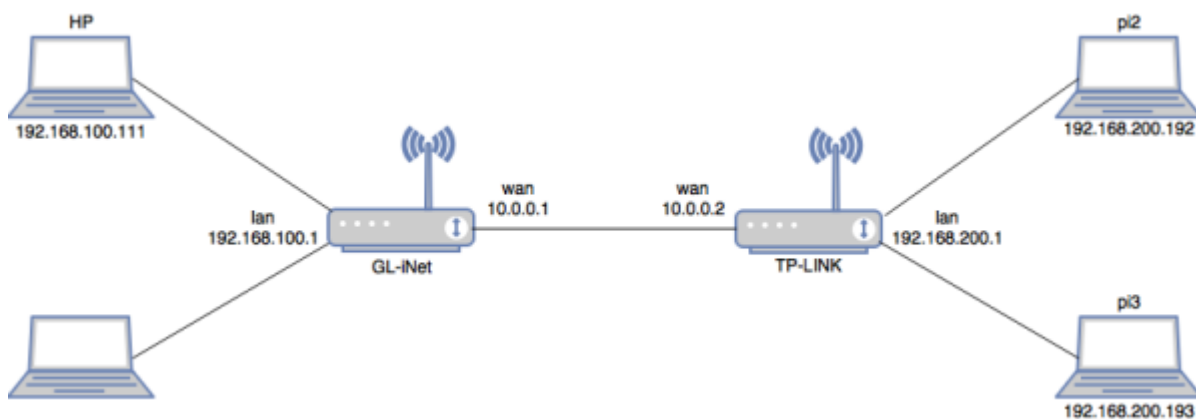 HP
192.168.100.111
lan
192.168.100.1
GL-iNet
wan
10.0.0.1
wan
10.0.0.2
TP-LINK
lan
192.168.200.1
pi2
192.168.200.192
pi3
192.168.200.193